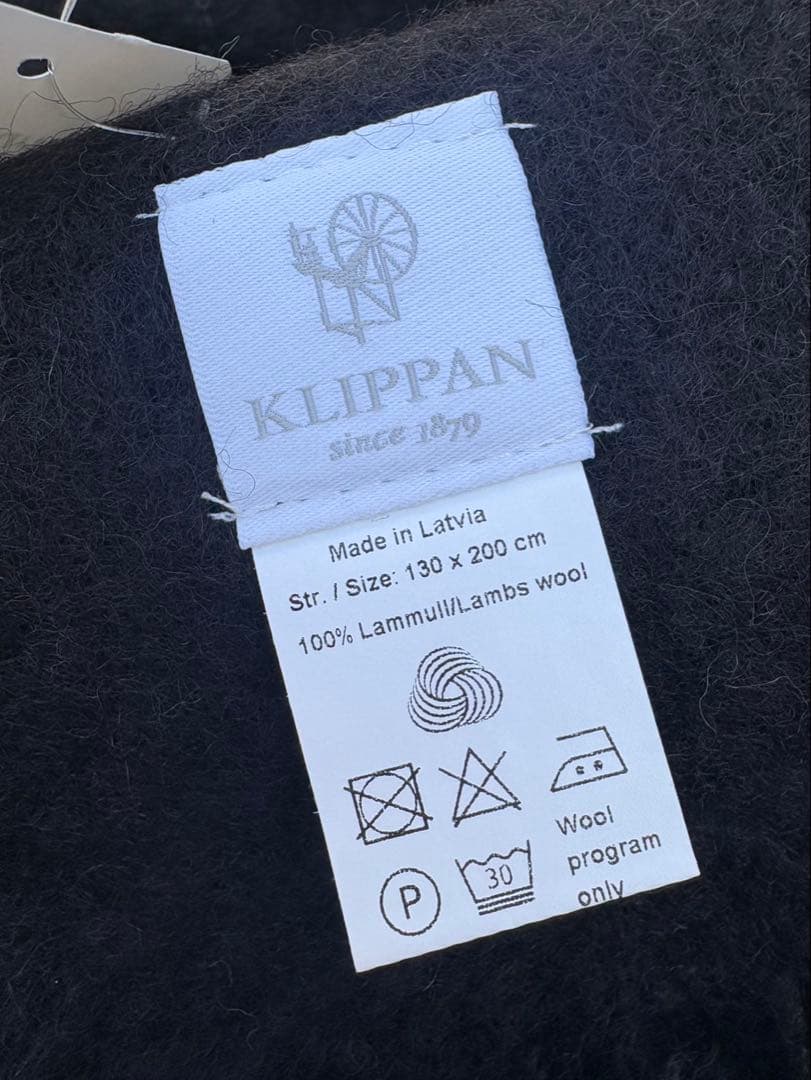 KLIPPAN
since 1879
Made in Latvia
Str. / Size: 130 x 200 cm
100% Lammull/Lambs wool
P
30
Wool
program
only